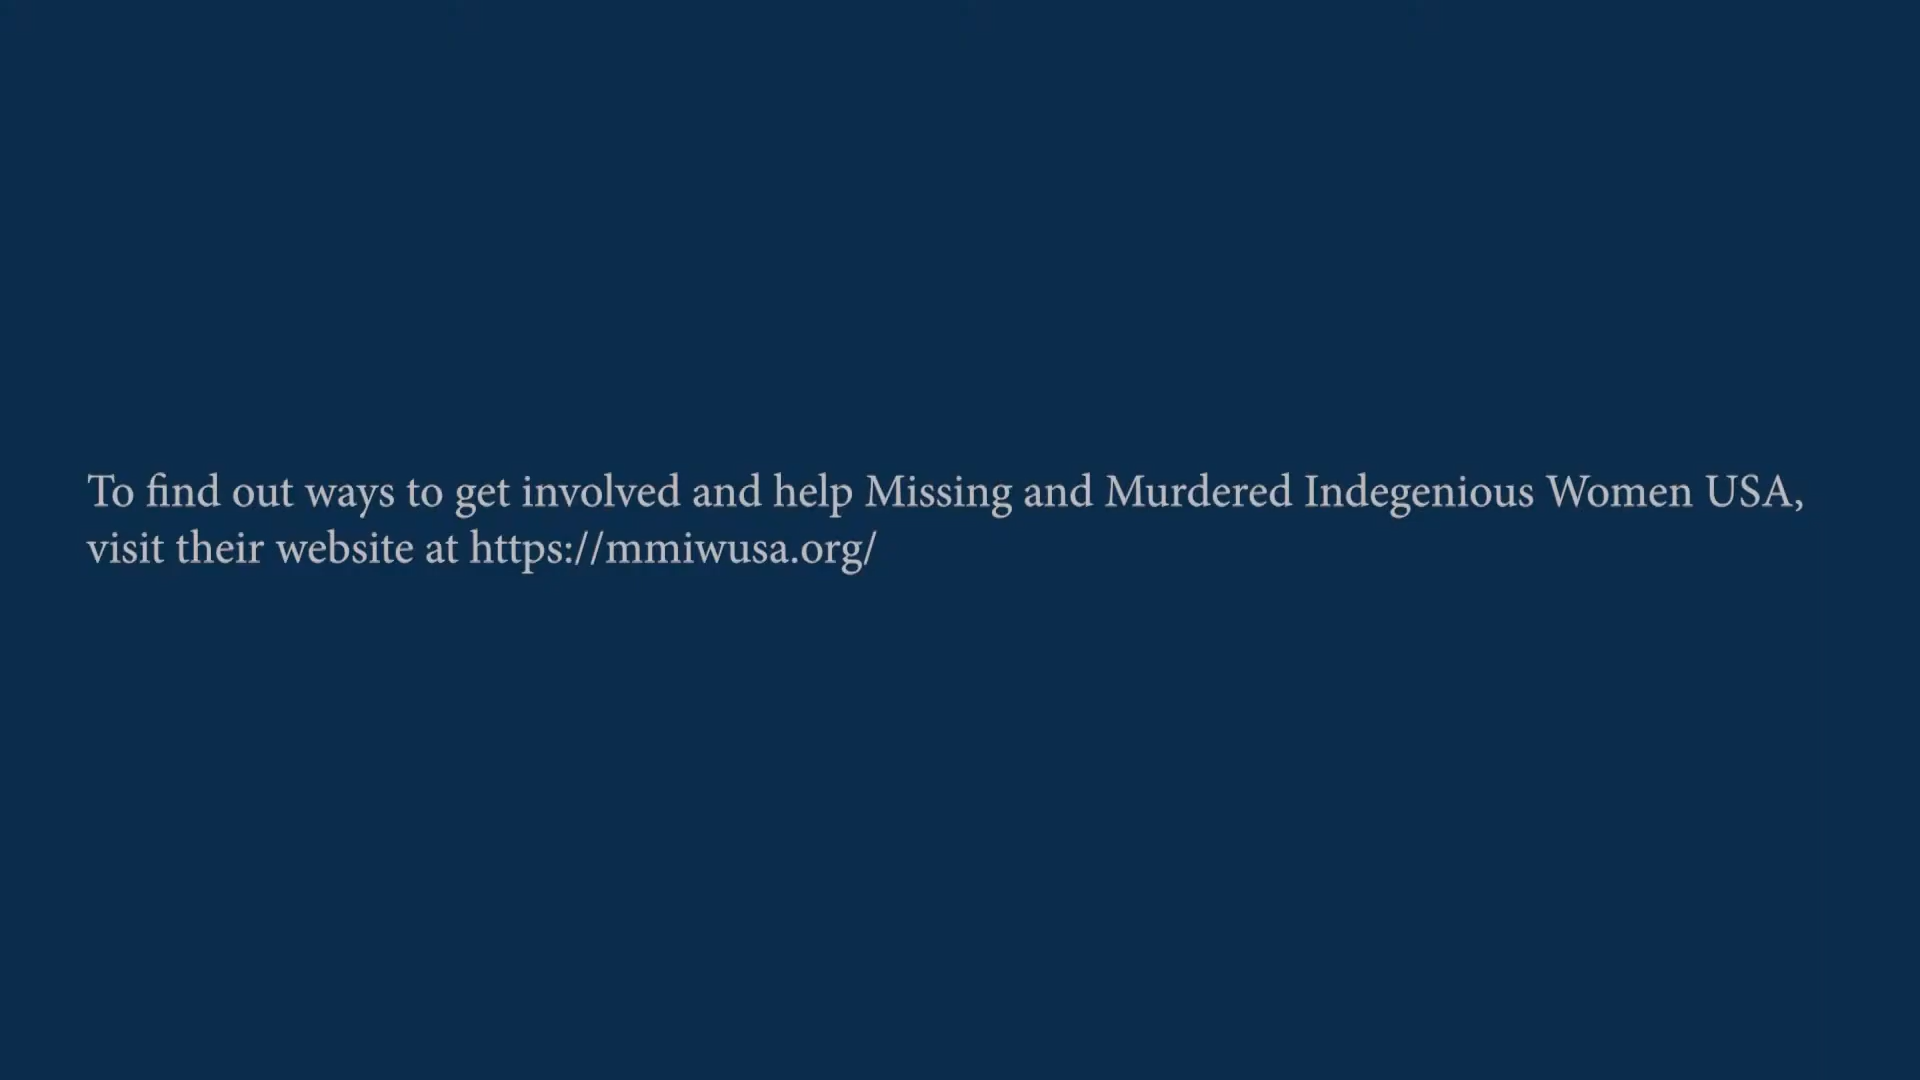 To find out ways to get involved and help Missing and Murdered Indegenious Women USA,
visit their website at https://mmiwusa.org/